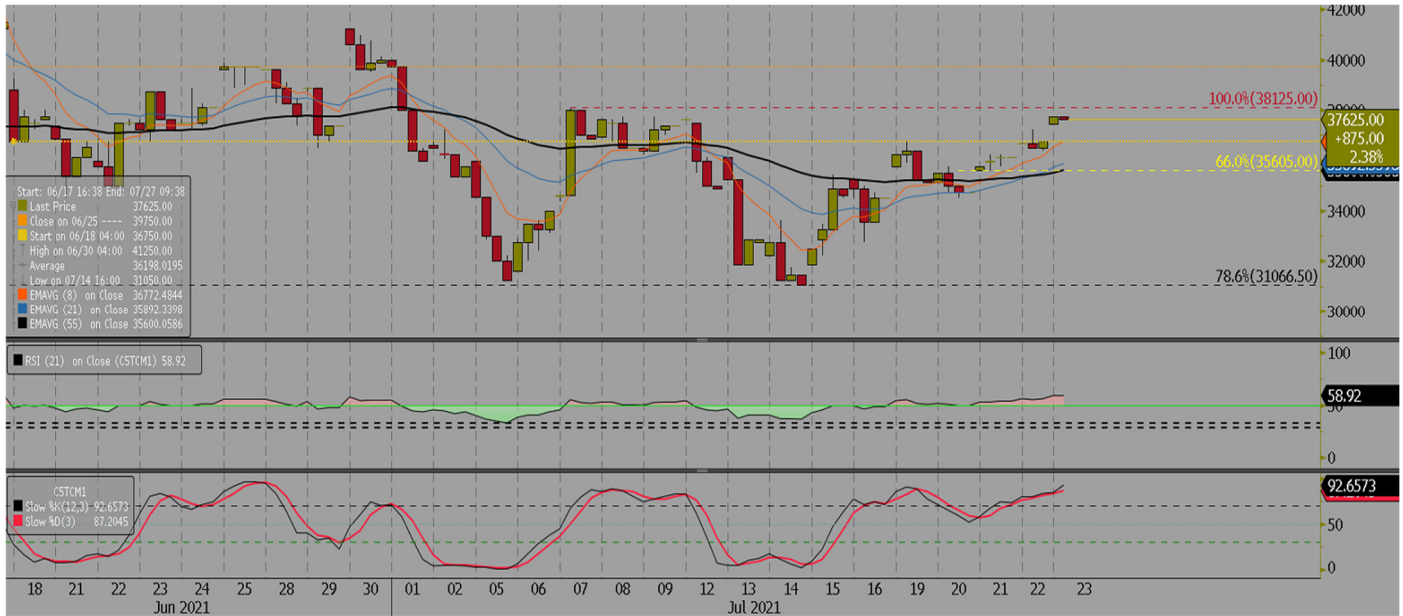 42000
40000
100.0%(38125.00)
38000
37625.00
+875.00
2.38%
66.0%(35605.00)
34000
32000
78.6%(31066.50)
30000
Start: 06/17 16:38 End: 07/27 09:38
Last Price 37625.00
Close on 06/25 ---- 39750.00
Start on 06/18 04:00 36750.00
High on 06/30 04:00 41250.00
Average 36198.0195
Low on 07/14 16:00 31050.00
EMAVG (8) on Close 36772.4844
EMAVG (21) on Close 35892.3398
EMAVG (55) on Close 35600.0586
RSI (21) on Close (C5TCM1) 58.92
100
58.92
50
0
C5TCM1
Slow %K(12,3) 92.6573
Slow %D(3) 87.2045
92.6573
50
0
18 21 22 23 24 25 28 29 30 01 02 05 06 07 08 09 12 13 14 15 16 19 20 21 22 23
Jun 2021 Jul 2021